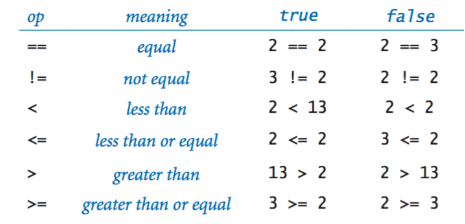 op meaning true false
== equal 2 == 2 2 == 3
!= not equal 3 != 2 2 != 2
< less than 2 < 13 2 < 2
<= less than or equal 2 <= 2 3 <= 2
> greater than 13 > 2 2 > 13
>= greater than or equal 3 >= 2 2 >= 3